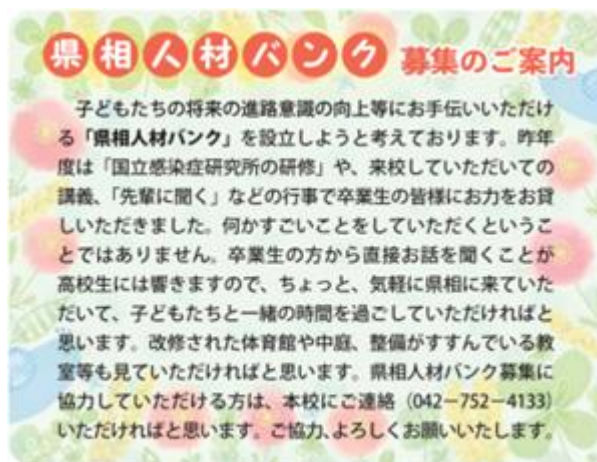 県相人材バンク 募集のご案内
子どもたちの将来の進路意識の向上等にお手伝いいただけ
る「県相人材バンク」を設立しようと考えております。昨年
度は「国立感染症研究所の研修」や、来校していただいての
講義、「先輩に聞く」などの行事で卒業生の皆様にお力をお貸
しいただきました。何かすごいことをしていただくというこ
とではありません。卒業生の方から直接お話を聞くことが
高校生には響きますので、ちょっと、気軽に県相に来ていた
だいて、子どもたちと一緒の時間を過ごしていただければと
思います。改修された体育館や中庭、整備がすすんでいる教
室等も見ていただければと思います。県相人材バンク募集に
協力していただける方は、本校にご連絡（042−752−4133）
いただければと思います。ご協力、よろしくお願いいたします。